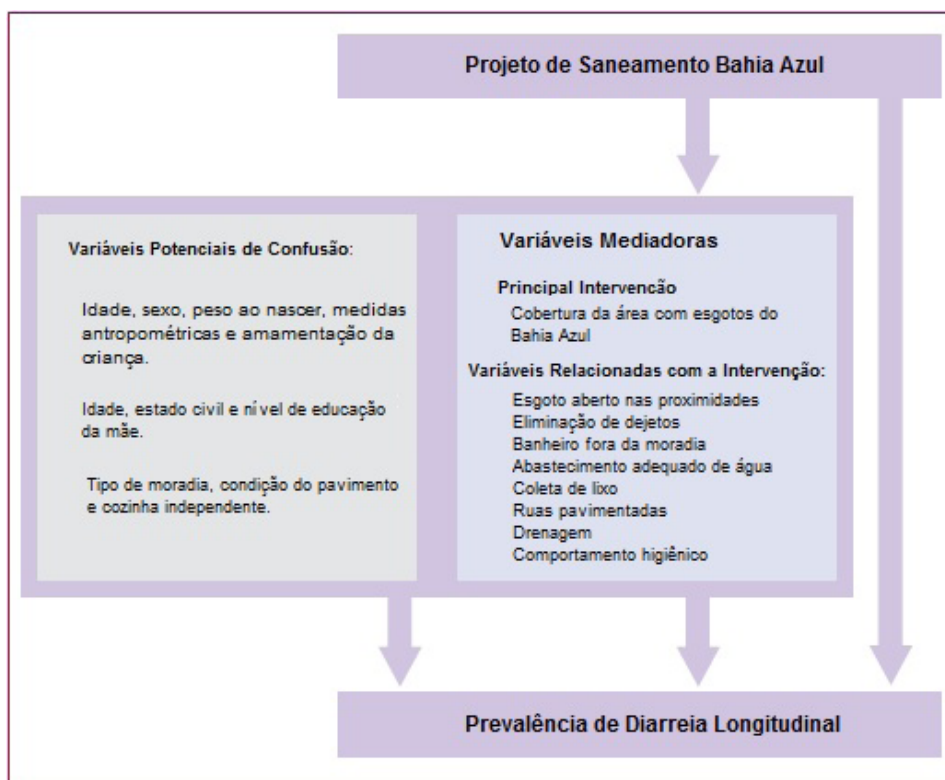 Projeto de Saneamento Bahia Azul
Variáveis Potenciais de Confusão:
Idade, sexo, peso ao nascer, medidas
antropométricas e amamentação da
criança.
Idade, estado civil e nível de educação
da mãe.
Tipo de moradia, condição do pavimento
e cozinha independente.
Variáveis Mediadoras
Principal Intervencão
Cobertura da área com esgotos do
Bahia Azul
Variáveis Relacionadas com a Intervenção:
Esgoto aberto nas proximidades
Eliminação de dejetos
Banheiro fora da moradia
Abastecimento adequado de água
Coleta de lixo
Ruas pavimentadas
Drenagem
Comportamento higiênico
Prevalência de Diarreia Longitudinal